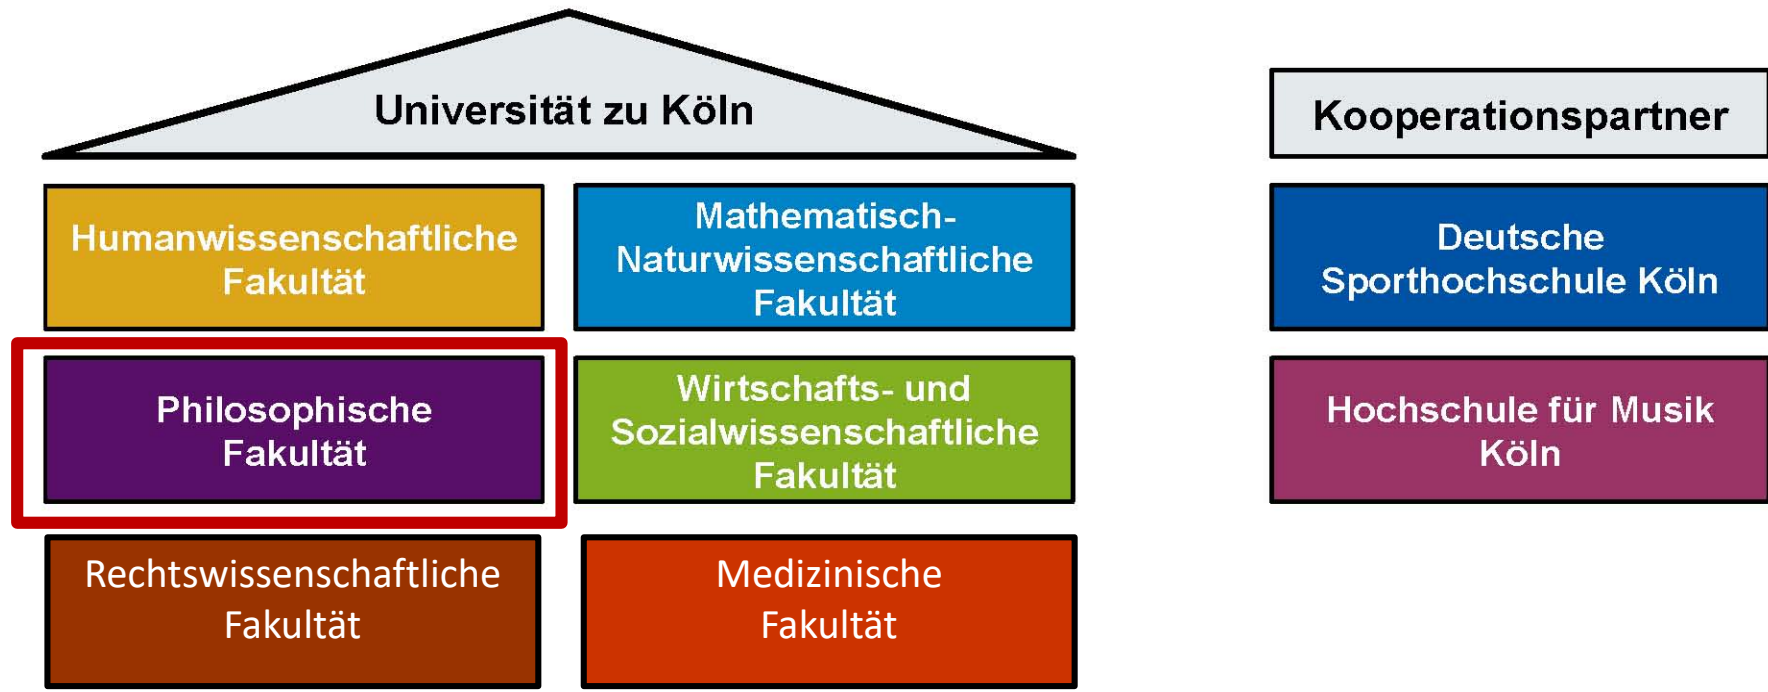 Universität zu Köln
Humanwissenschaftliche
Fakultät
Mathematisch-
Naturwissenschaftliche
Fakultät
Philosophische
Fakultät
Wirtschafts- und
Sozialwissenschaftliche
Fakultät
Rechtswissenschaftliche
Fakultät
Medizinische
Fakultät
Kooperationspartner
Deutsche
Sporthochschule Köln
Hochschule für Musik
Köln